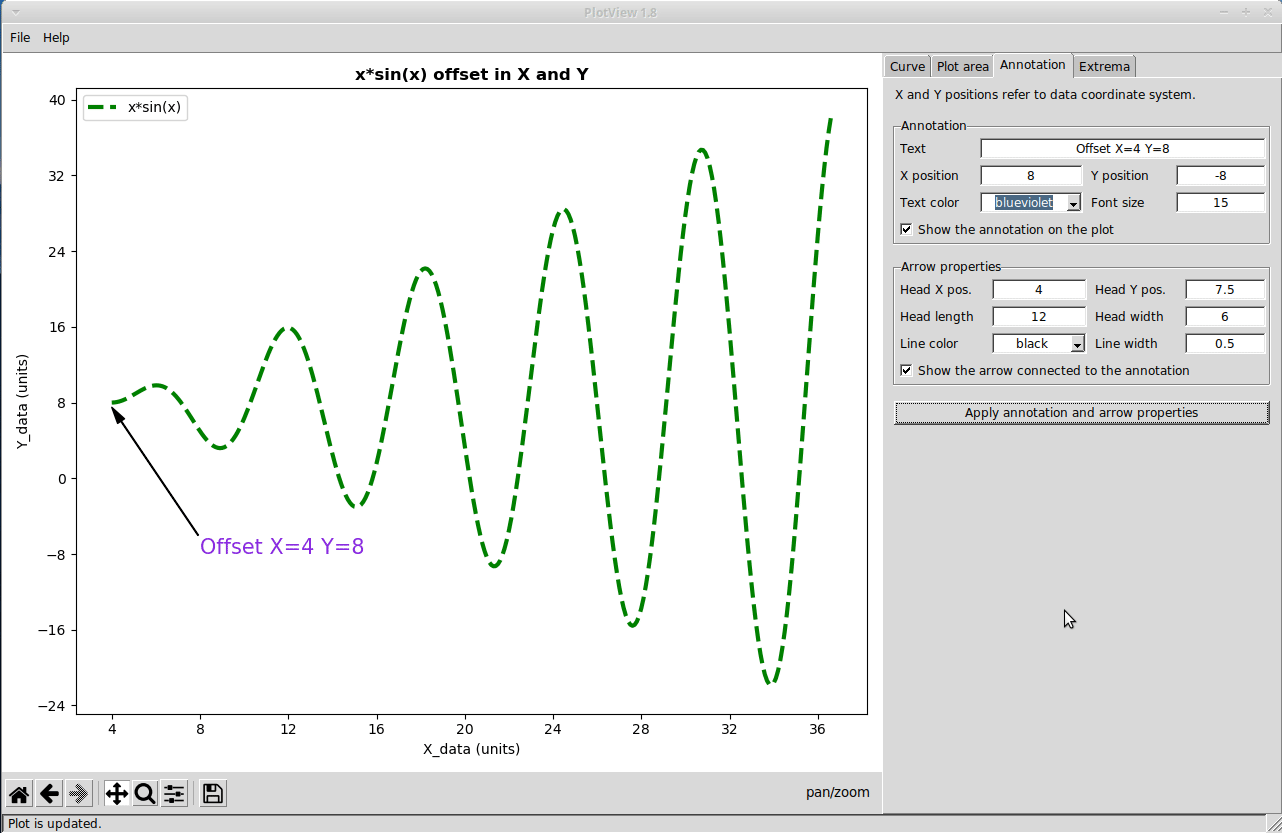 PlotView 1.8
File Help
Curve Plot area Annotation Extrema
x*sin(x) offset in X and Y
x*sin(x)
40
32
24
16
8
0
−8
−16
−24
Y_data (units)
Offset X=4 Y=8
4 8 12 16 20 24 28 32 36
X_data (units)
X and Y positions refer to data coordinate system.
Annotation
Text Offset X=4 Y=8
X position 8 Y position -8
Text color blueviolet Font size 15
Show the annotation on the plot
Arrow properties
Head X pos. 4 Head Y pos. 7.5
Head length 12 Head width 6
Line color black Line width 0.5
Show the arrow connected to the annotation
Apply annotation and arrow properties
pan/zoom
Plot is updated.